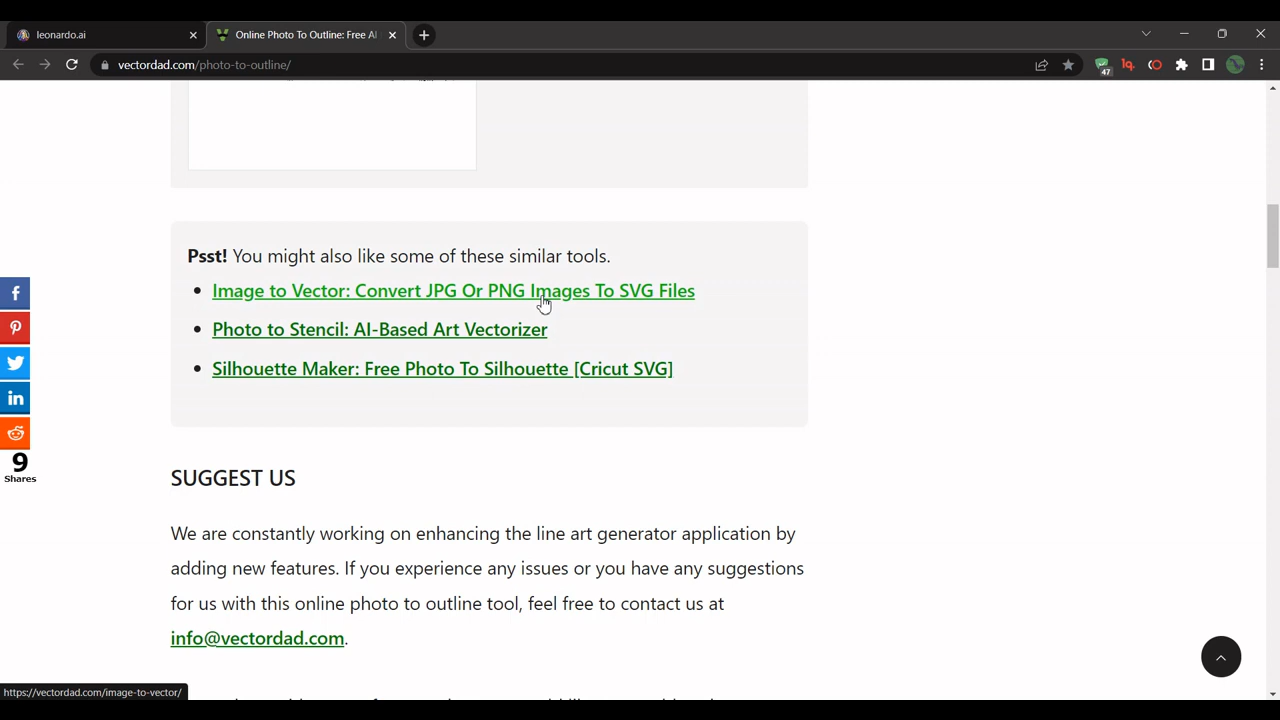 leonardo.ai
Online Photo To Outline: Free AI
vectordad.com/photo-to-outline/
47
Psst! You might also like some of these similar tools.
Image to Vector: Convert JPG Or PNG Images To SVG Files
Photo to Stencil: AI-Based Art Vectorizer
Silhouette Maker: Free Photo To Silhouette [Cricut SVG]
9
Shares
SUGGEST US
We are constantly working on enhancing the line art generator application by
adding new features. If you experience any issues or you have any suggestions
for us with this online photo to outline tool, feel free to contact us at
info@vectordad.com.
https://vectordad.com/image-to-vector/